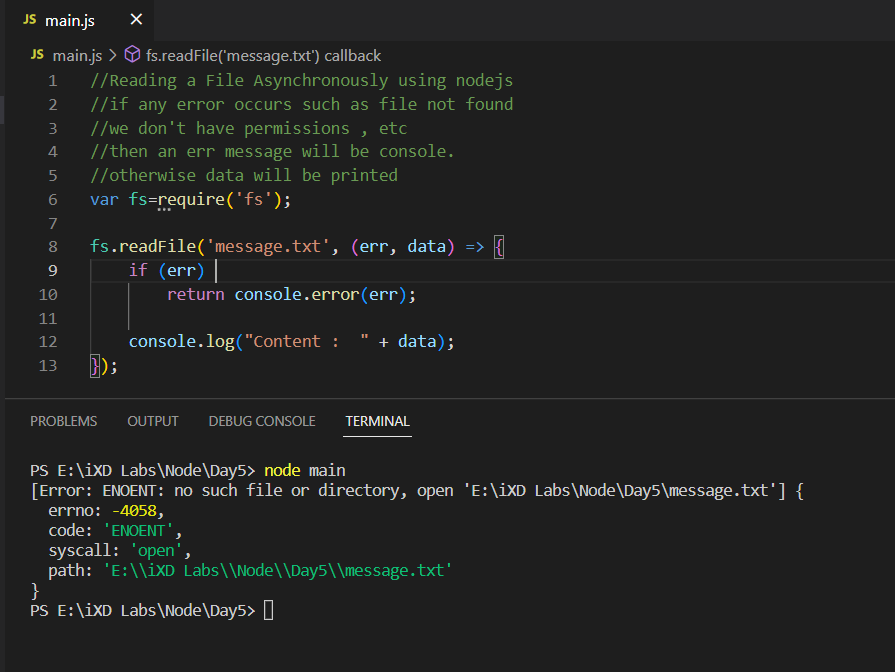 JS main.js ×
JS main.js > fs.readFile('message.txt') callback
1 //Reading a File Asynchronously using nodejs
2 //if any error occurs such as file not found
3 //we don't have permissions , etc
4 //then an err message will be console.
5 //otherwise data will be printed
6 var fs=require('fs');
7
8 fs.readFile('message.txt', (err, data) => {
9     if (err)
10         return console.error(err);
11
12     console.log("Content :  " + data);
13 });
PROBLEMS OUTPUT DEBUG CONSOLE TERMINAL
PS E:\iXD Labs\Node\Day5> node main
[Error: ENOENT: no such file or directory, open 'E:\iXD Labs\Node\Day5\message.txt'] {
  errno: -4058,
  code: 'ENOENT',
  syscall: 'open',
  path: 'E:\\iXD Labs\\Node\\Day5\\message.txt'
}
PS E:\iXD Labs\Node\Day5>